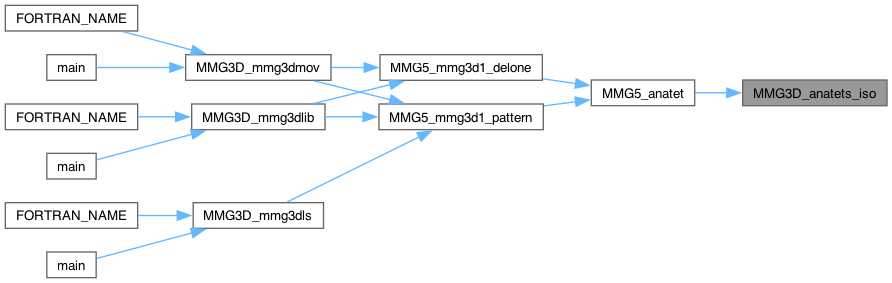 FORTRAN_NAME
main
MMG3D_mmg3dmov
MMG5_mmg3d1_delone
MMG5_anatet
MMG3D_anatets_iso
FORTRAN_NAME
MMG3D_mmg3dlib
MMG5_mmg3d1_pattern
main
FORTRAN_NAME
MMG3D_mmg3dls
main